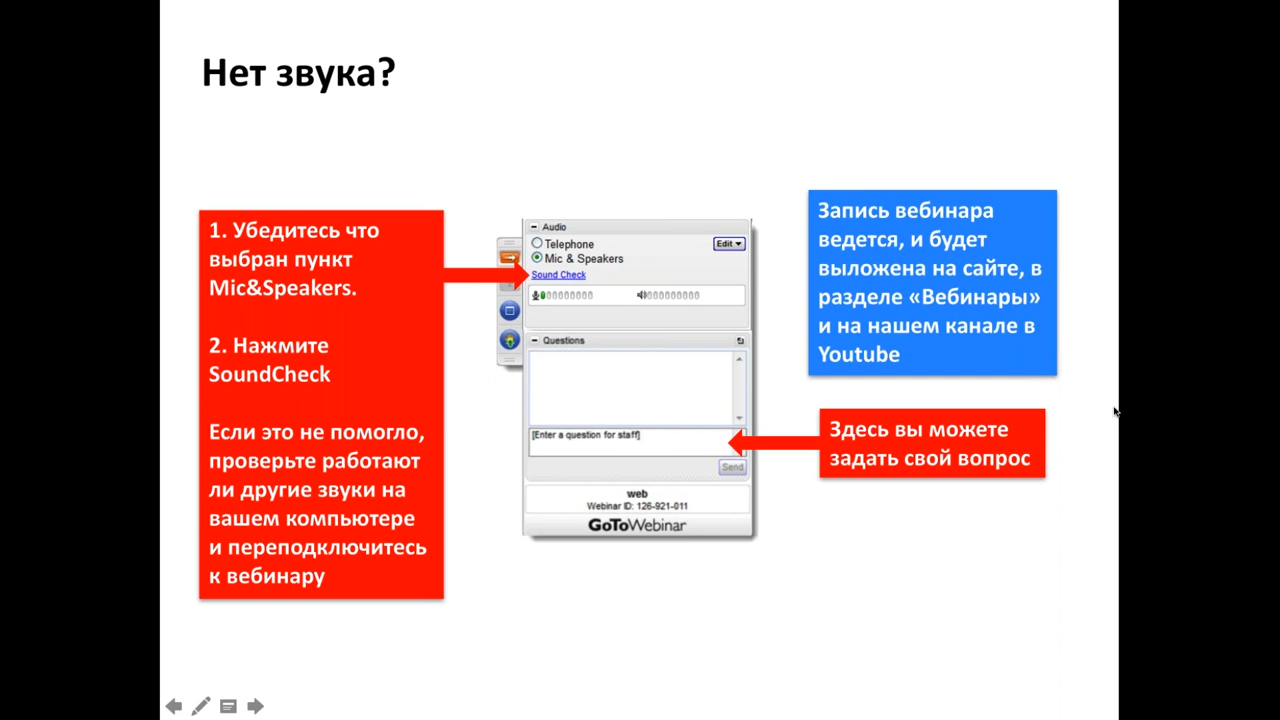 Нет звука?
1. Убедитесь что
выбран пункт
Mic&Speakers.
2. Нажмите
SoundCheck
Если это не помогло,
проверьте работают
ли другие звуки на
вашем компьютере
и переподключитесь
к вебинару
Audio
Telephone
Edit
Mic & Speakers
Sound Check
Questions
[Enter a question for staff]
Send
web
Webinar ID: 126-921-011
GoToWebinar
Запись вебинара
ведется, и будет
выложена на сайте, в
разделе «Вебинары»
и на нашем канале в
Youtube
Здесь вы можете
задать свой вопрос